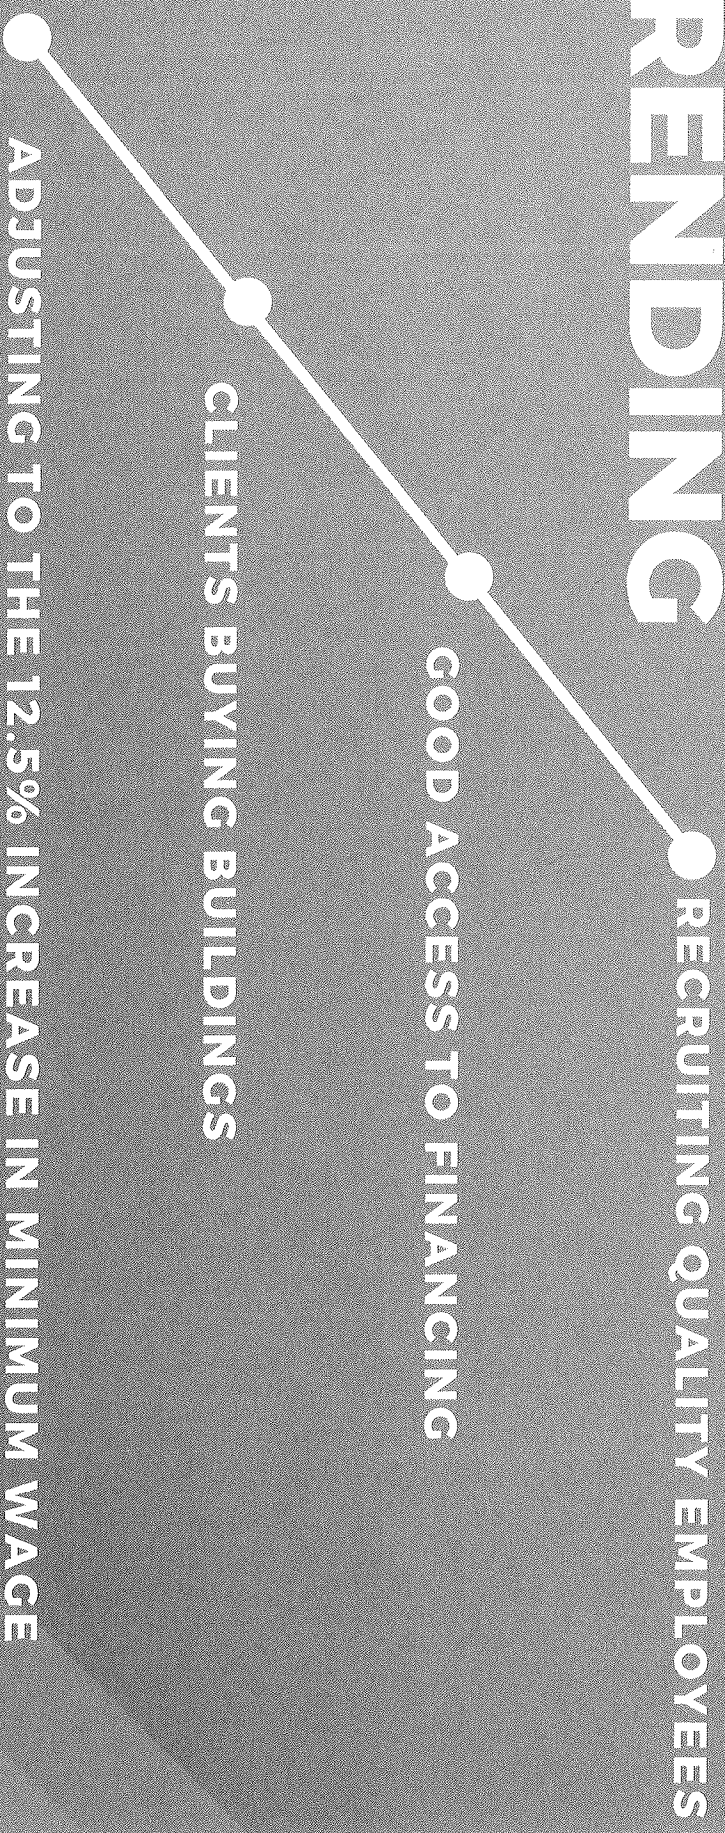 RENDING
RECRUITING QUALITY EMPLOYEES
GOOD ACCESS TO FINANCING
CLIENTS BUYING BUILDINGS
ADJUSTING TO THE 12.5% INCREASE IN MINIMUM WAGE